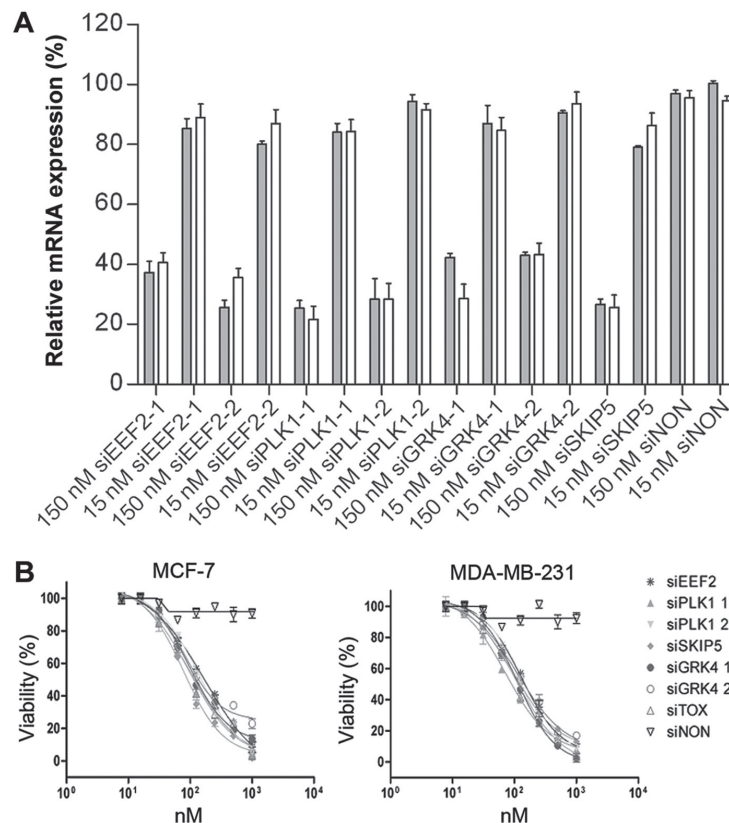 A
Relative mRNA expression (%)
120
100
80
60
40
20
0
150 nM siEEF2-1
15 nM siEEF2-1
150 nM siEEF2-2
15 nM siEEF2-2
150 nM siPLK1-1
15 nM siPLK1-1
150 nM siPLK1-2
15 nM siPLK1-2
150 nM siGRK4-1
15 nM siGRK4-1
150 nM siGRK4-2
15 nM siGRK4-2
150 nM siSKIP5
15 nM siSKIP5
150 nM siNON
15 nM siNON
B
MCF-7
Viability (%)
100
80
60
40
20
0
10⁰
10¹
10²
10³
10⁴
nM
MDA-MB-231
Viability (%)
100
80
60
40
20
0
10⁰
10¹
10²
10³
10⁴
nM
siEEF2
siPLK1 1
siPLK1 2
siSKIP5
siGRK4 1
siGRK4 2
siTOX
siNON